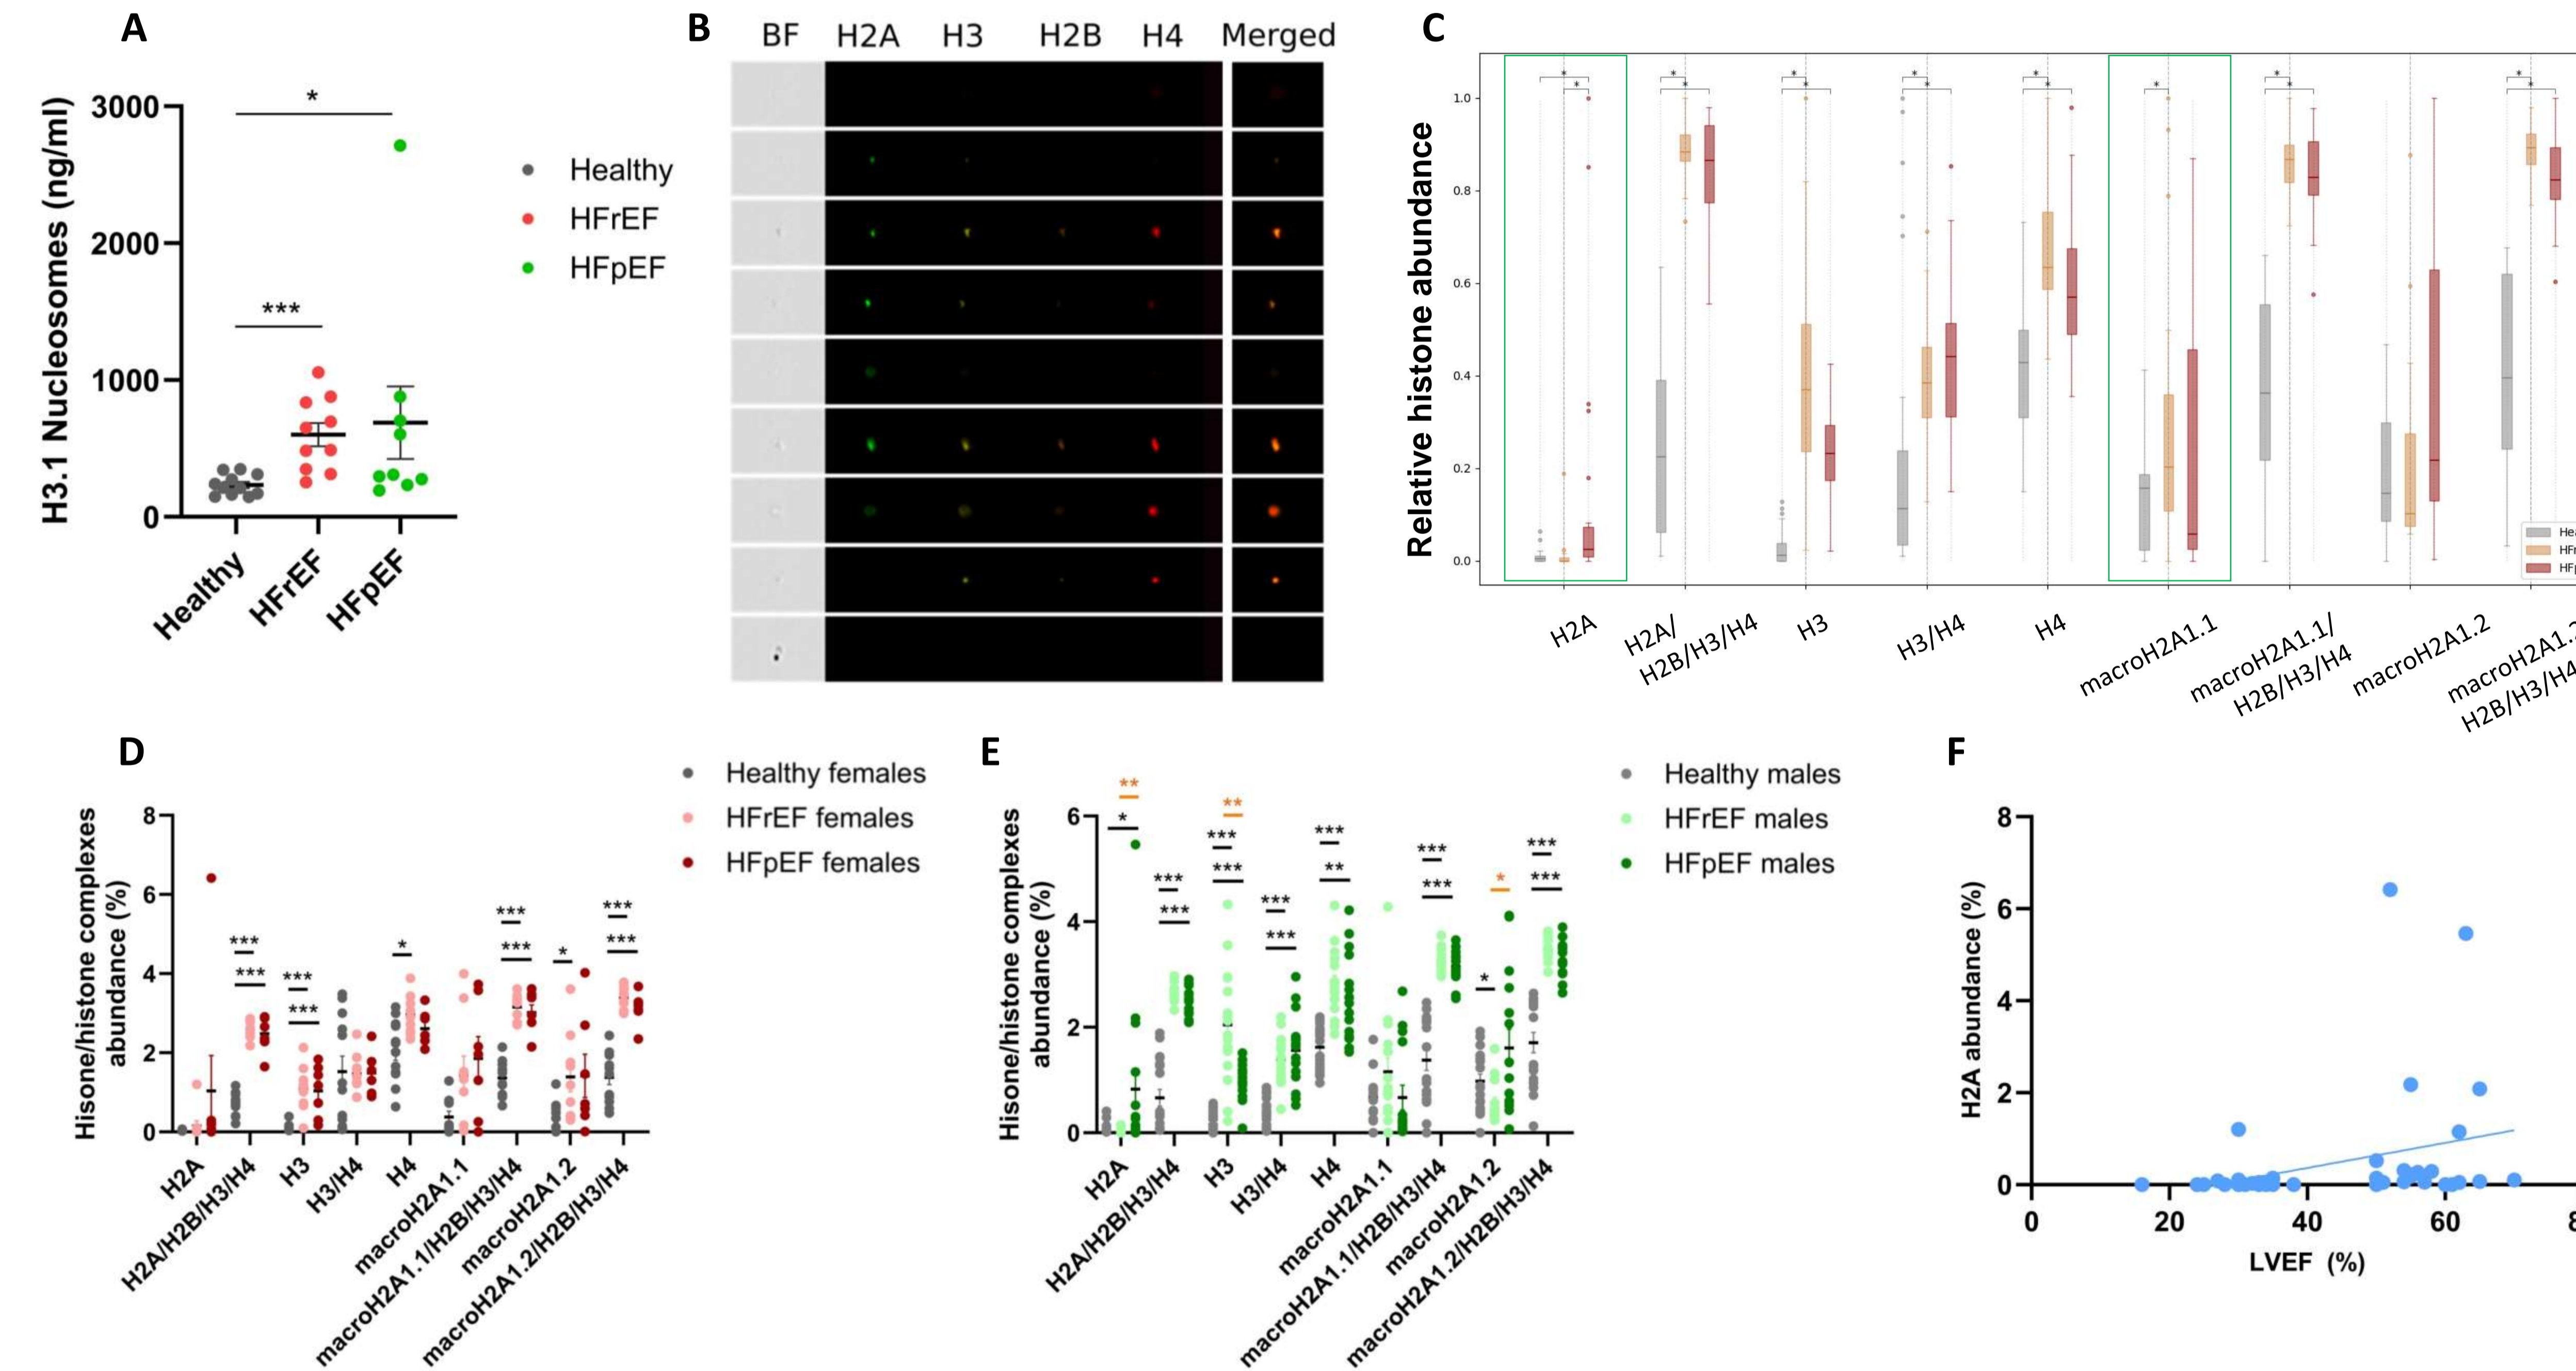 A
H3.1 Nucleosomes (ng/ml)
3000
2000
1000
0
*
***
Healthy
HFrEF
HFpEF
Healthy
HFrEF
HFpEF
B
BF H2A H3 H2B H4 Merged
C
Relative histone abundance
1.0
0.8
0.6
0.4
0.2
0.0
* * * * * * * * * * * * * * *
H2A
H2A/
H2B/H3/H4
H3
H3/H4
H4
macroH2A1.1
macroH2A1.1/
H2B/H3/H4
macroH2A1.2
macroH2A1.2
H2B/H3/H4
D
Hisone/histone complexes
abundance (%)
8
6
4
2
0
*** *** *** *** * *** *** * *** ***
Healthy females
HFrEF females
HFpEF females
H2A
H2A/H2B/H3/H4
H3
H3/H4
H4
macroH2A1.1
macroH2A1.1/H2B/H3/H4
macroH2A1.2
macroH2A1.2/H2B/H3/H4
E
Hisone/histone complexes
abundance (%)
6
4
2
0
** * *** *** ** *** *** *** *** *** ** *** *** * * *** ***
Healthy males
HFrEF males
HFpEF males
H2A
H2A/H2B/H3/H4
H3
H3/H4
H4
macroH2A1.1
macroH2A1.1/H2B/H3/H4
macroH2A1.2
macroH2A1.2/H2B/H3/H4
F
H2A abundance (%)
8
6
4
2
0
0 20 40 60
LVEF (%)